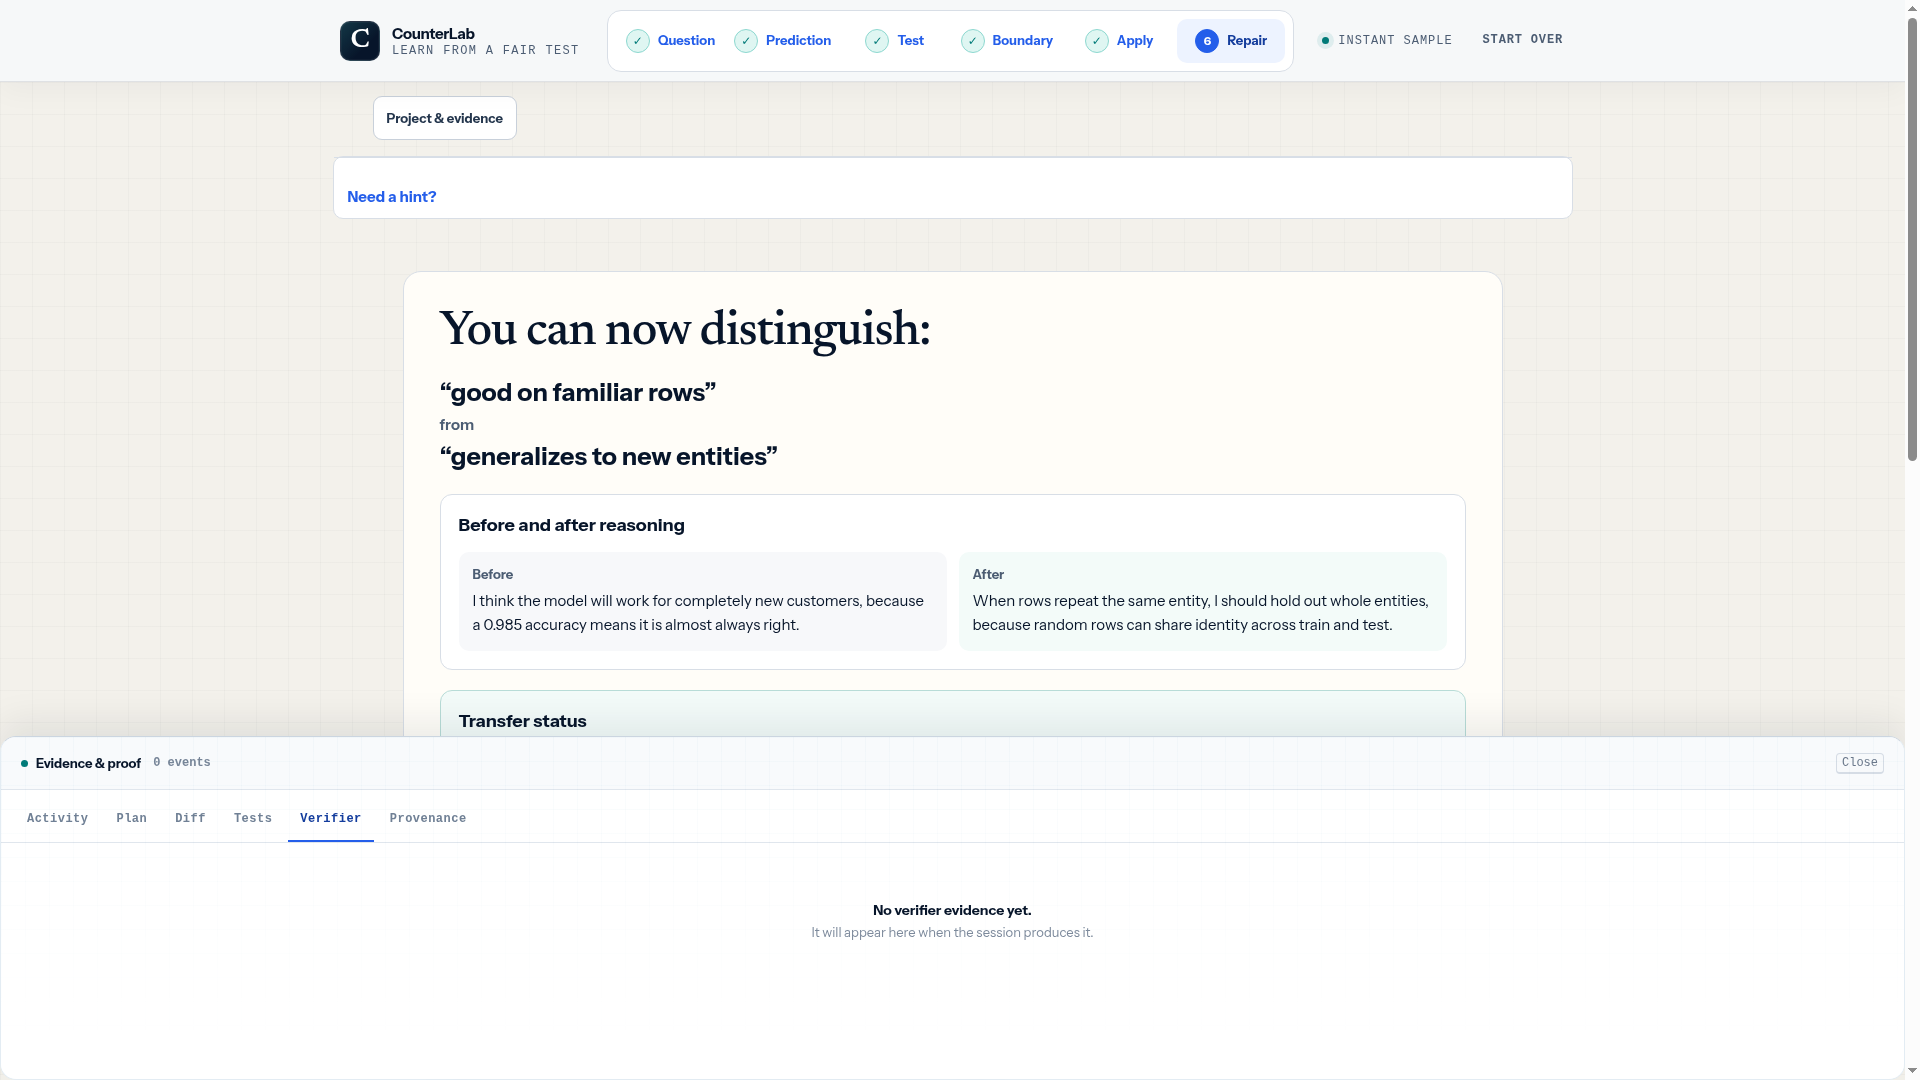 C
CounterLab
LEARN FROM A FAIR TEST
✓ Question
✓ Prediction
✓ Test
✓ Boundary
✓ Apply
6 Repair
INSTANT SAMPLE
START OVER
Project & evidence
Need a hint?
You can now distinguish:
“good on familiar rows”
from
“generalizes to new entities”
Before and after reasoning
Before
I think the model will work for completely new customers, because
a 0.985 accuracy means it is almost always right.
After
When rows repeat the same entity, I should hold out whole entities,
because random rows can share identity across train and test.
Transfer status
Evidence & proof 0 events
Close
Activity Plan Diff Tests Verifier Provenance
No verifier evidence yet.
It will appear here when the session produces it.